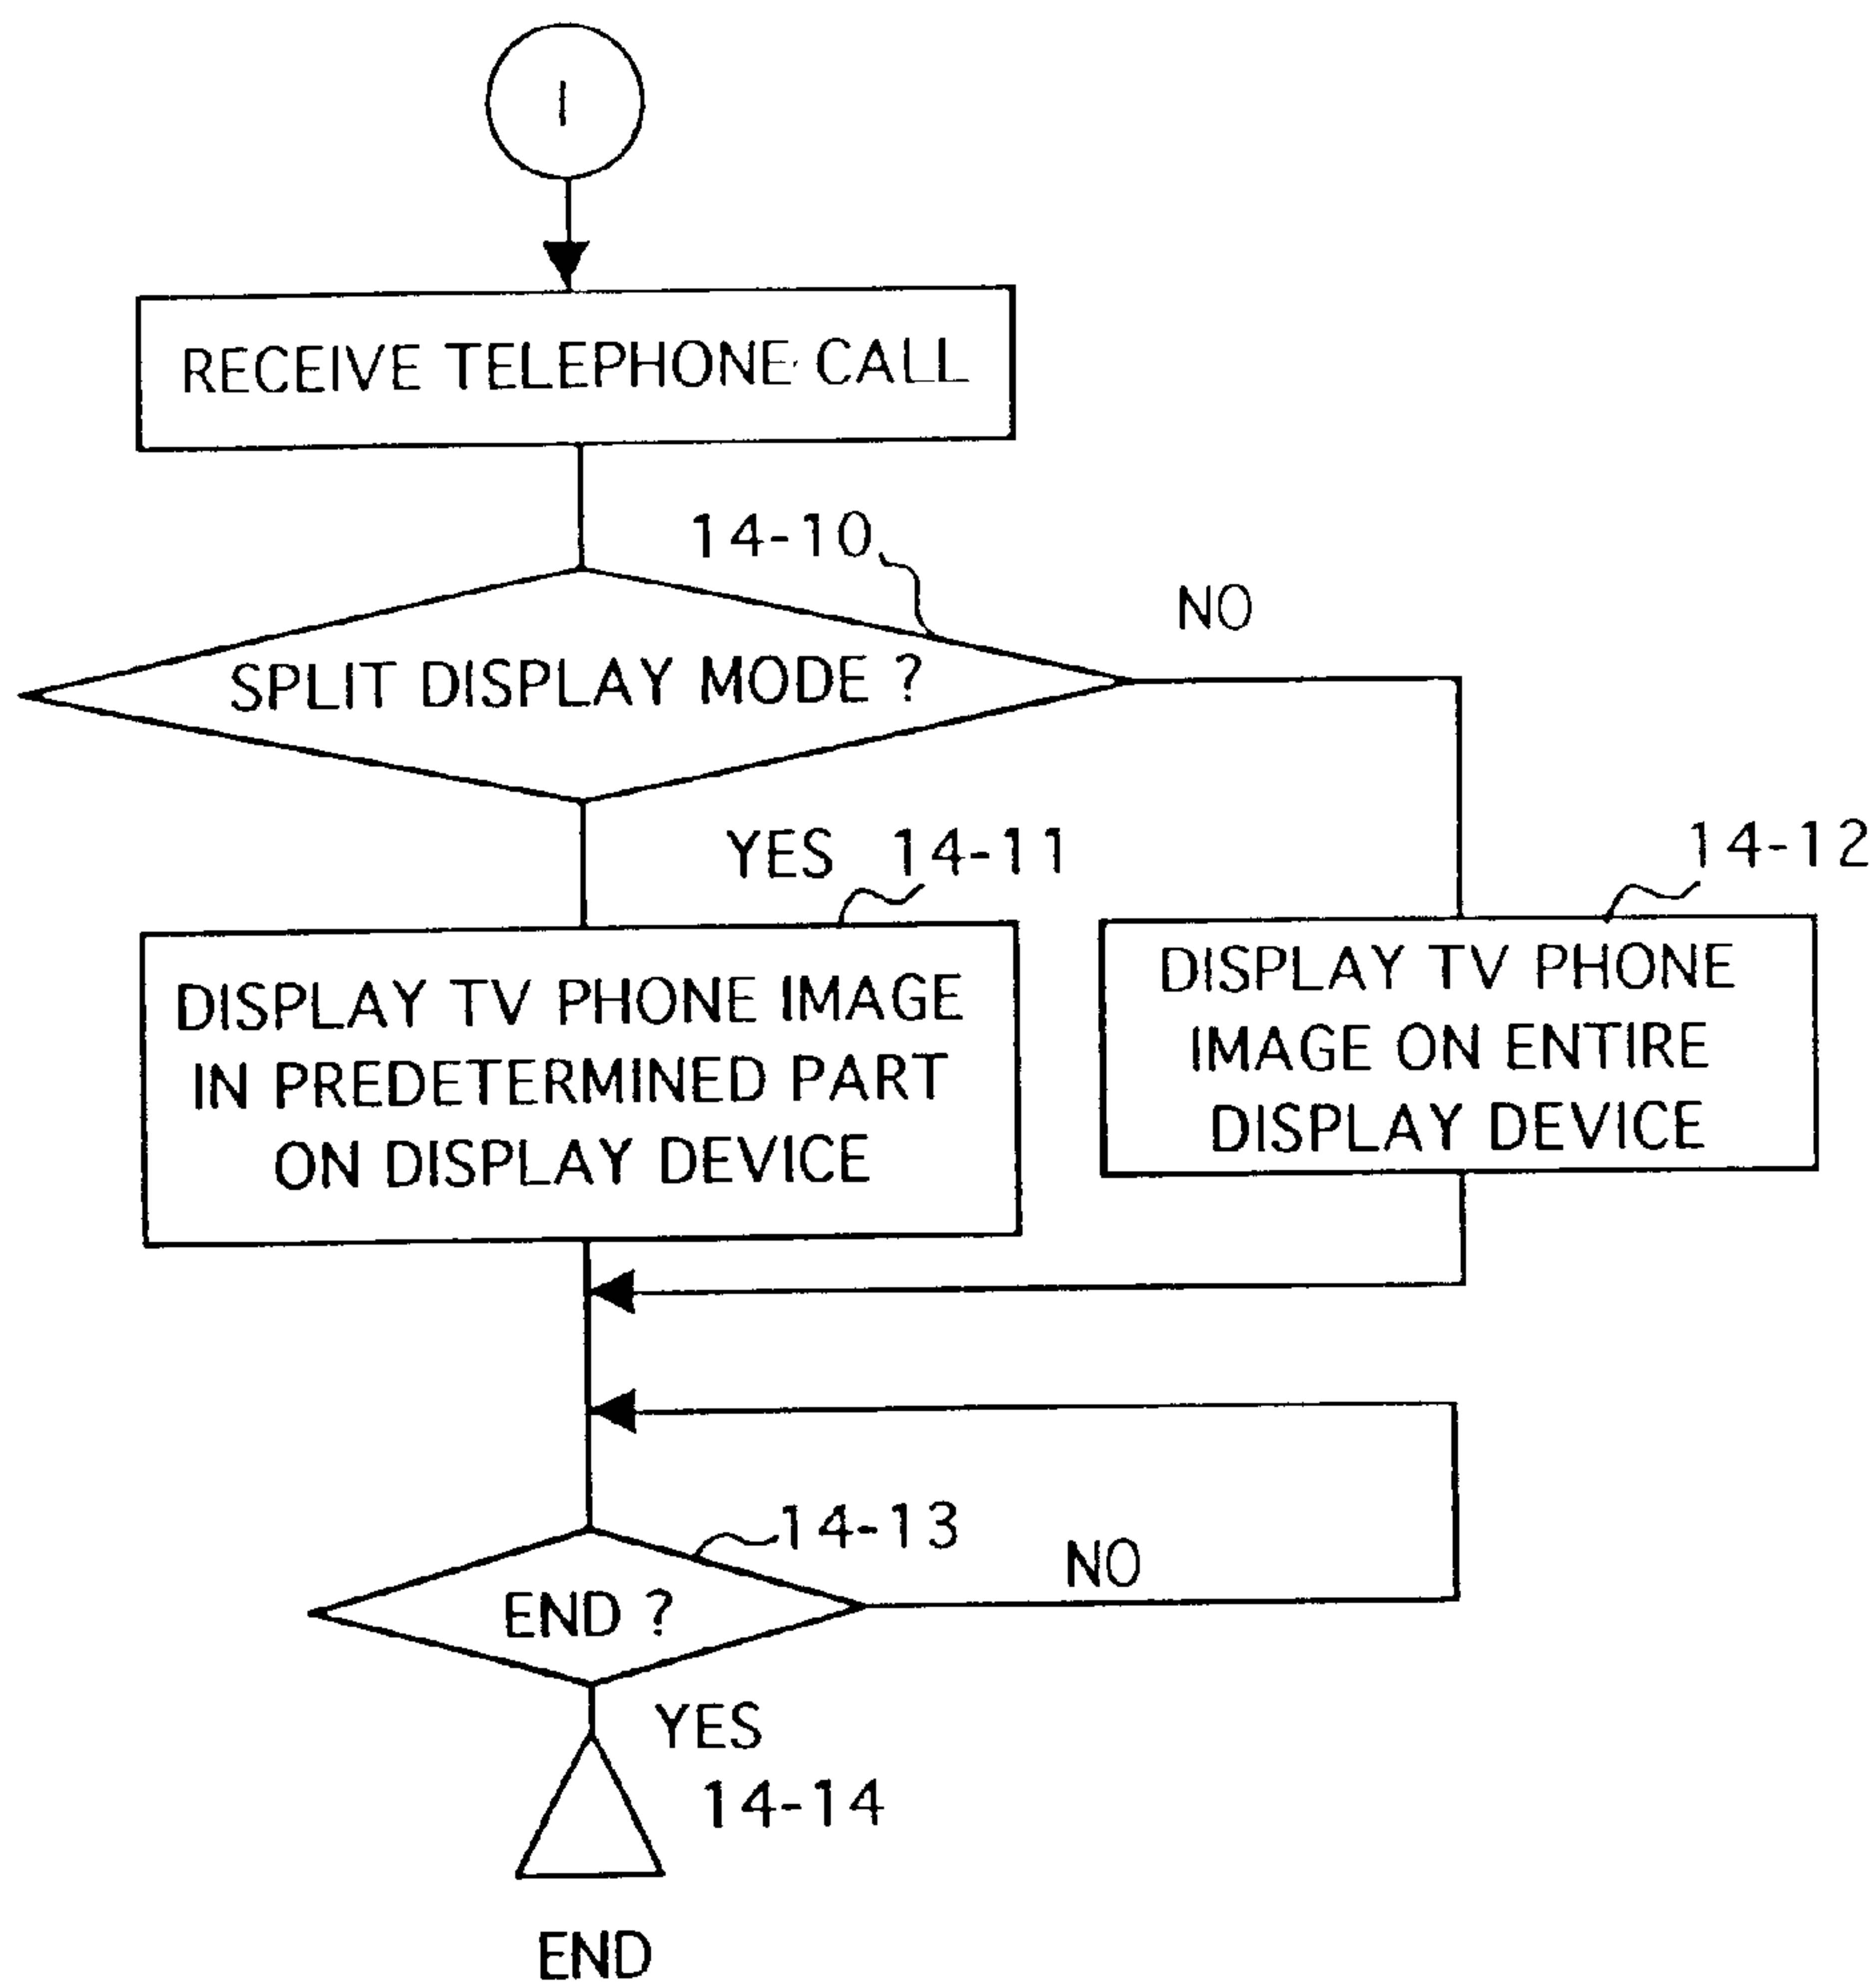 I
RECEIVE TELEPHONE CALL
14-10
NO
SPLIT DISPLAY MODE ?
YES
14-11
14-12
DISPLAY TV PHONE IMAGE
IN PREDETERMINED PART
ON DISPLAY DEVICE
DISPLAY TV PHONE
IMAGE ON ENTIRE
DISPLAY DEVICE
14-13
NO
END ?
YES
14-14
END